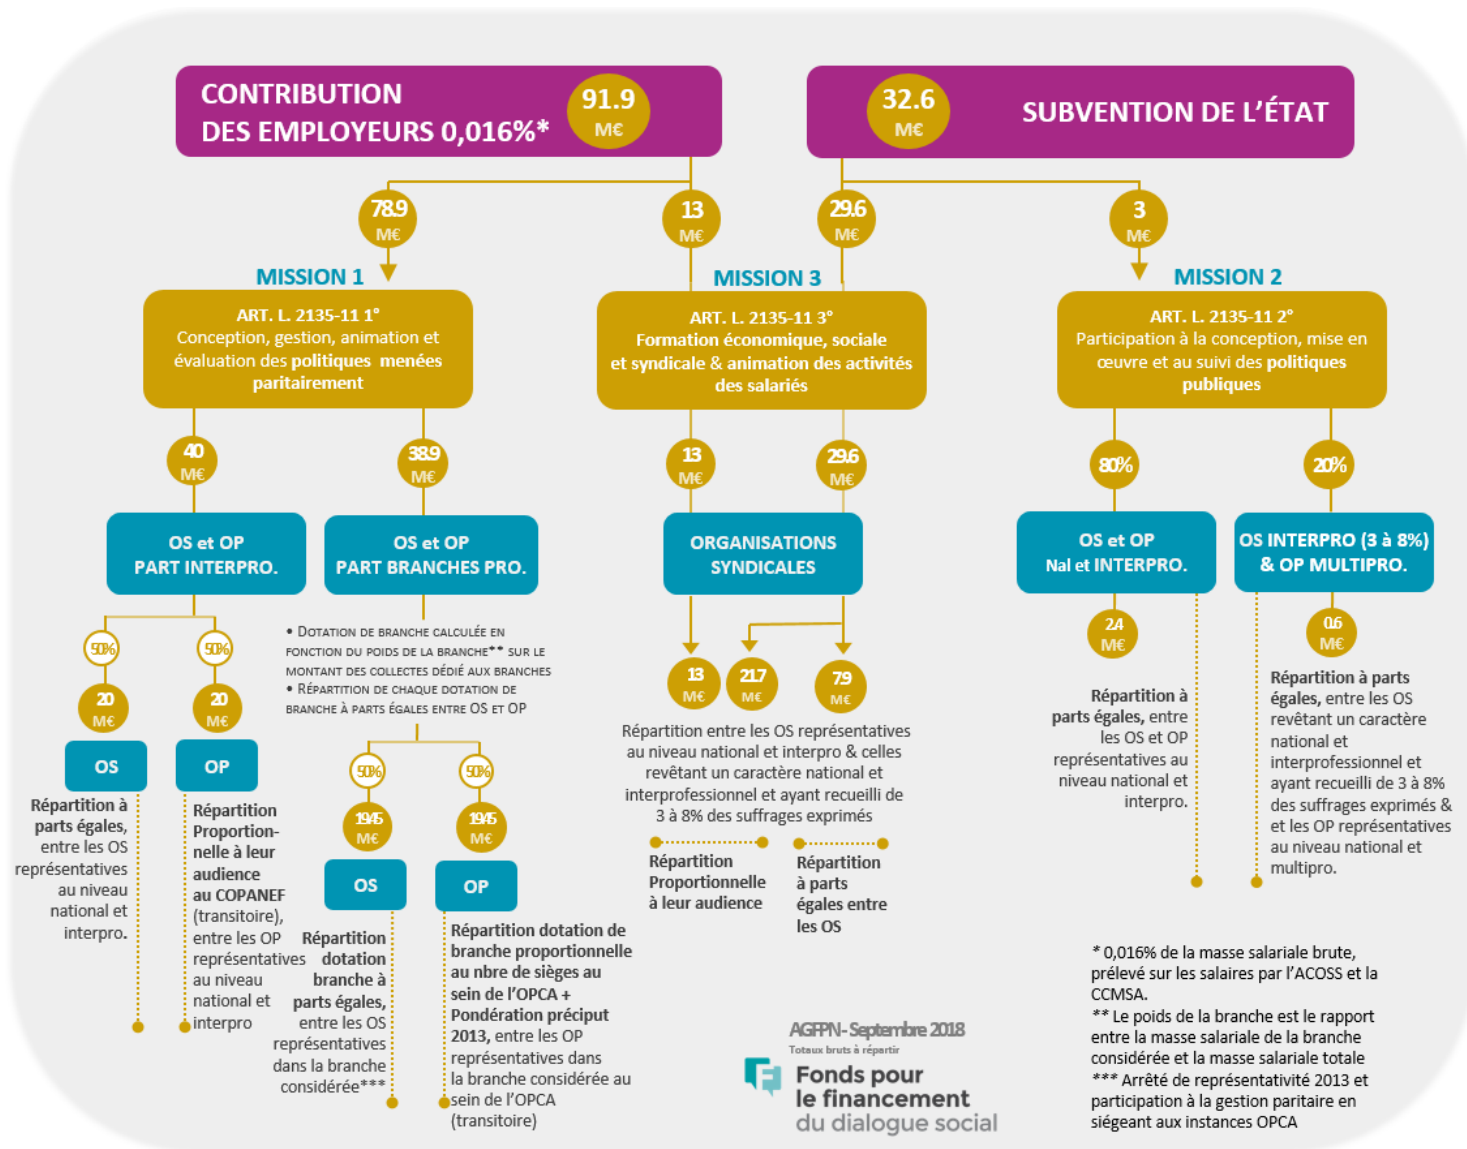 CONTRIBUTION
DES EMPLOYEURS 0,016%*
91.9
M€
32.6
M€
SUBVENTION DE L'ÉTAT
78.9
M€
13
M€
29.6
M€
3
M€
MISSION 1
ART. L. 2135-11 1°
Conception, gestion, animation et
évaluation des politiques menées
paritairement
MISSION 3
ART. L. 2135-11 3°
Formation économique, sociale
et syndicale & animation des activités
des salariés
MISSION 2
ART. L. 2135-11 2°
Participation à la conception, mise en
œuvre et au suivi des politiques
publiques
40
M€
38.9
M€
13
M€
29.6
M€
80%
20%
OS et OP
PART INTERPRO.
OS et OP
PART BRANCHES PRO.
ORGANISATIONS
SYNDICALES
OS et OP
Nal et INTERPRO.
OS INTERPRO (3 à 8%)
& OP MULTIPRO.
50%
50%
20
M€
20
M€
OS
OP
Répartition à
parts égales,
entre les OS
représentatives
au niveau
national et
interpro.
Répartition
Proportion-
nelle à leur
audience
au COPANEF
(transitoire),
entre les OP
représentatives
au niveau
national et
interpro
• DOTATION DE BRANCHE CALCULÉE EN
FONCTION DU POIDS DE LA BRANCHE** SUR LE
MONTANT DES COLLECTES DÉDIÉ AUX BRANCHES
• RÉPARTITION DE CHAQUE DOTATION DE
BRANCHE À PARTS ÉGALES ENTRE OS ET OP
50%
50%
19.45
M€
19.45
M€
OS
OP
Répartition
dotation
branche à
parts égales,
entre les OS
représentatives
dans la branche
considérée***
Répartition dotation de
branche proportionnelle
au nbre de sièges au
sein de l'OPCA +
Pondération préciput
2013, entre les OP
représentatives dans
la branche considérée au
sein de l'OPCA
(transitoire)
13
M€
21.7
M€
7.9
M€
Répartition entre les OS représentatives
au niveau national et interpro & celles
revêtant un caractère national et
interprofessionnel et ayant recueilli de
3 à 8% des suffrages exprimés
Répartition
Proportionnelle
à leur audience
Répartition
à parts
égales entre
les OS
2.4
M€
0.6
M€
Répartition à
parts égales, entre
les OS et OP
représentatives au
niveau national et
interpro.
Répartition à parts
égales, entre les OS
revêtant un caractère
national et
interprofessionnel et
ayant recueilli de 3 à 8%
des suffrages exprimés &
et les OP représentatives
au niveau national et
multipro.
* 0,016% de la masse salariale brute,
prélevé sur les salaires par l'ACOSS et la
CCMSA.
** Le poids de la branche est le rapport
entre la masse salariale de la branche
considérée et la masse salariale totale
*** Arrêté de représentativité 2013 et
participation à la gestion paritaire en
siégeant aux instances OPCA
AGFPN - Septembre 2018
Totaux bruts à répartir
Fonds pour
le financement
du dialogue social